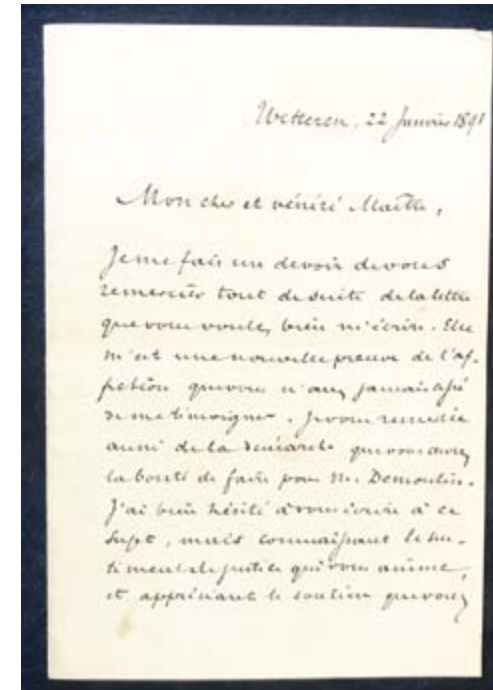 Wetteren, 22 Janvier 1891
Mon cher et vénéré Maître,
Je me fais un devoir de vous
remercier tout de suite de la lettre
que vous voulez bien m'écrire. Elle
m'est une nouvelle preuve de l'af-
fection que vous n'avez jamais cessé
de me témoigner. Je vous remercie
aussi de la démarche que vous avez
la bonté de faire pour M. Demoulin.
J'ai bien hésité à vous écrire à ce
sujet, mais connaissant le sen-
timent de justice qui vous anime,
et appréciant le soutien que vous